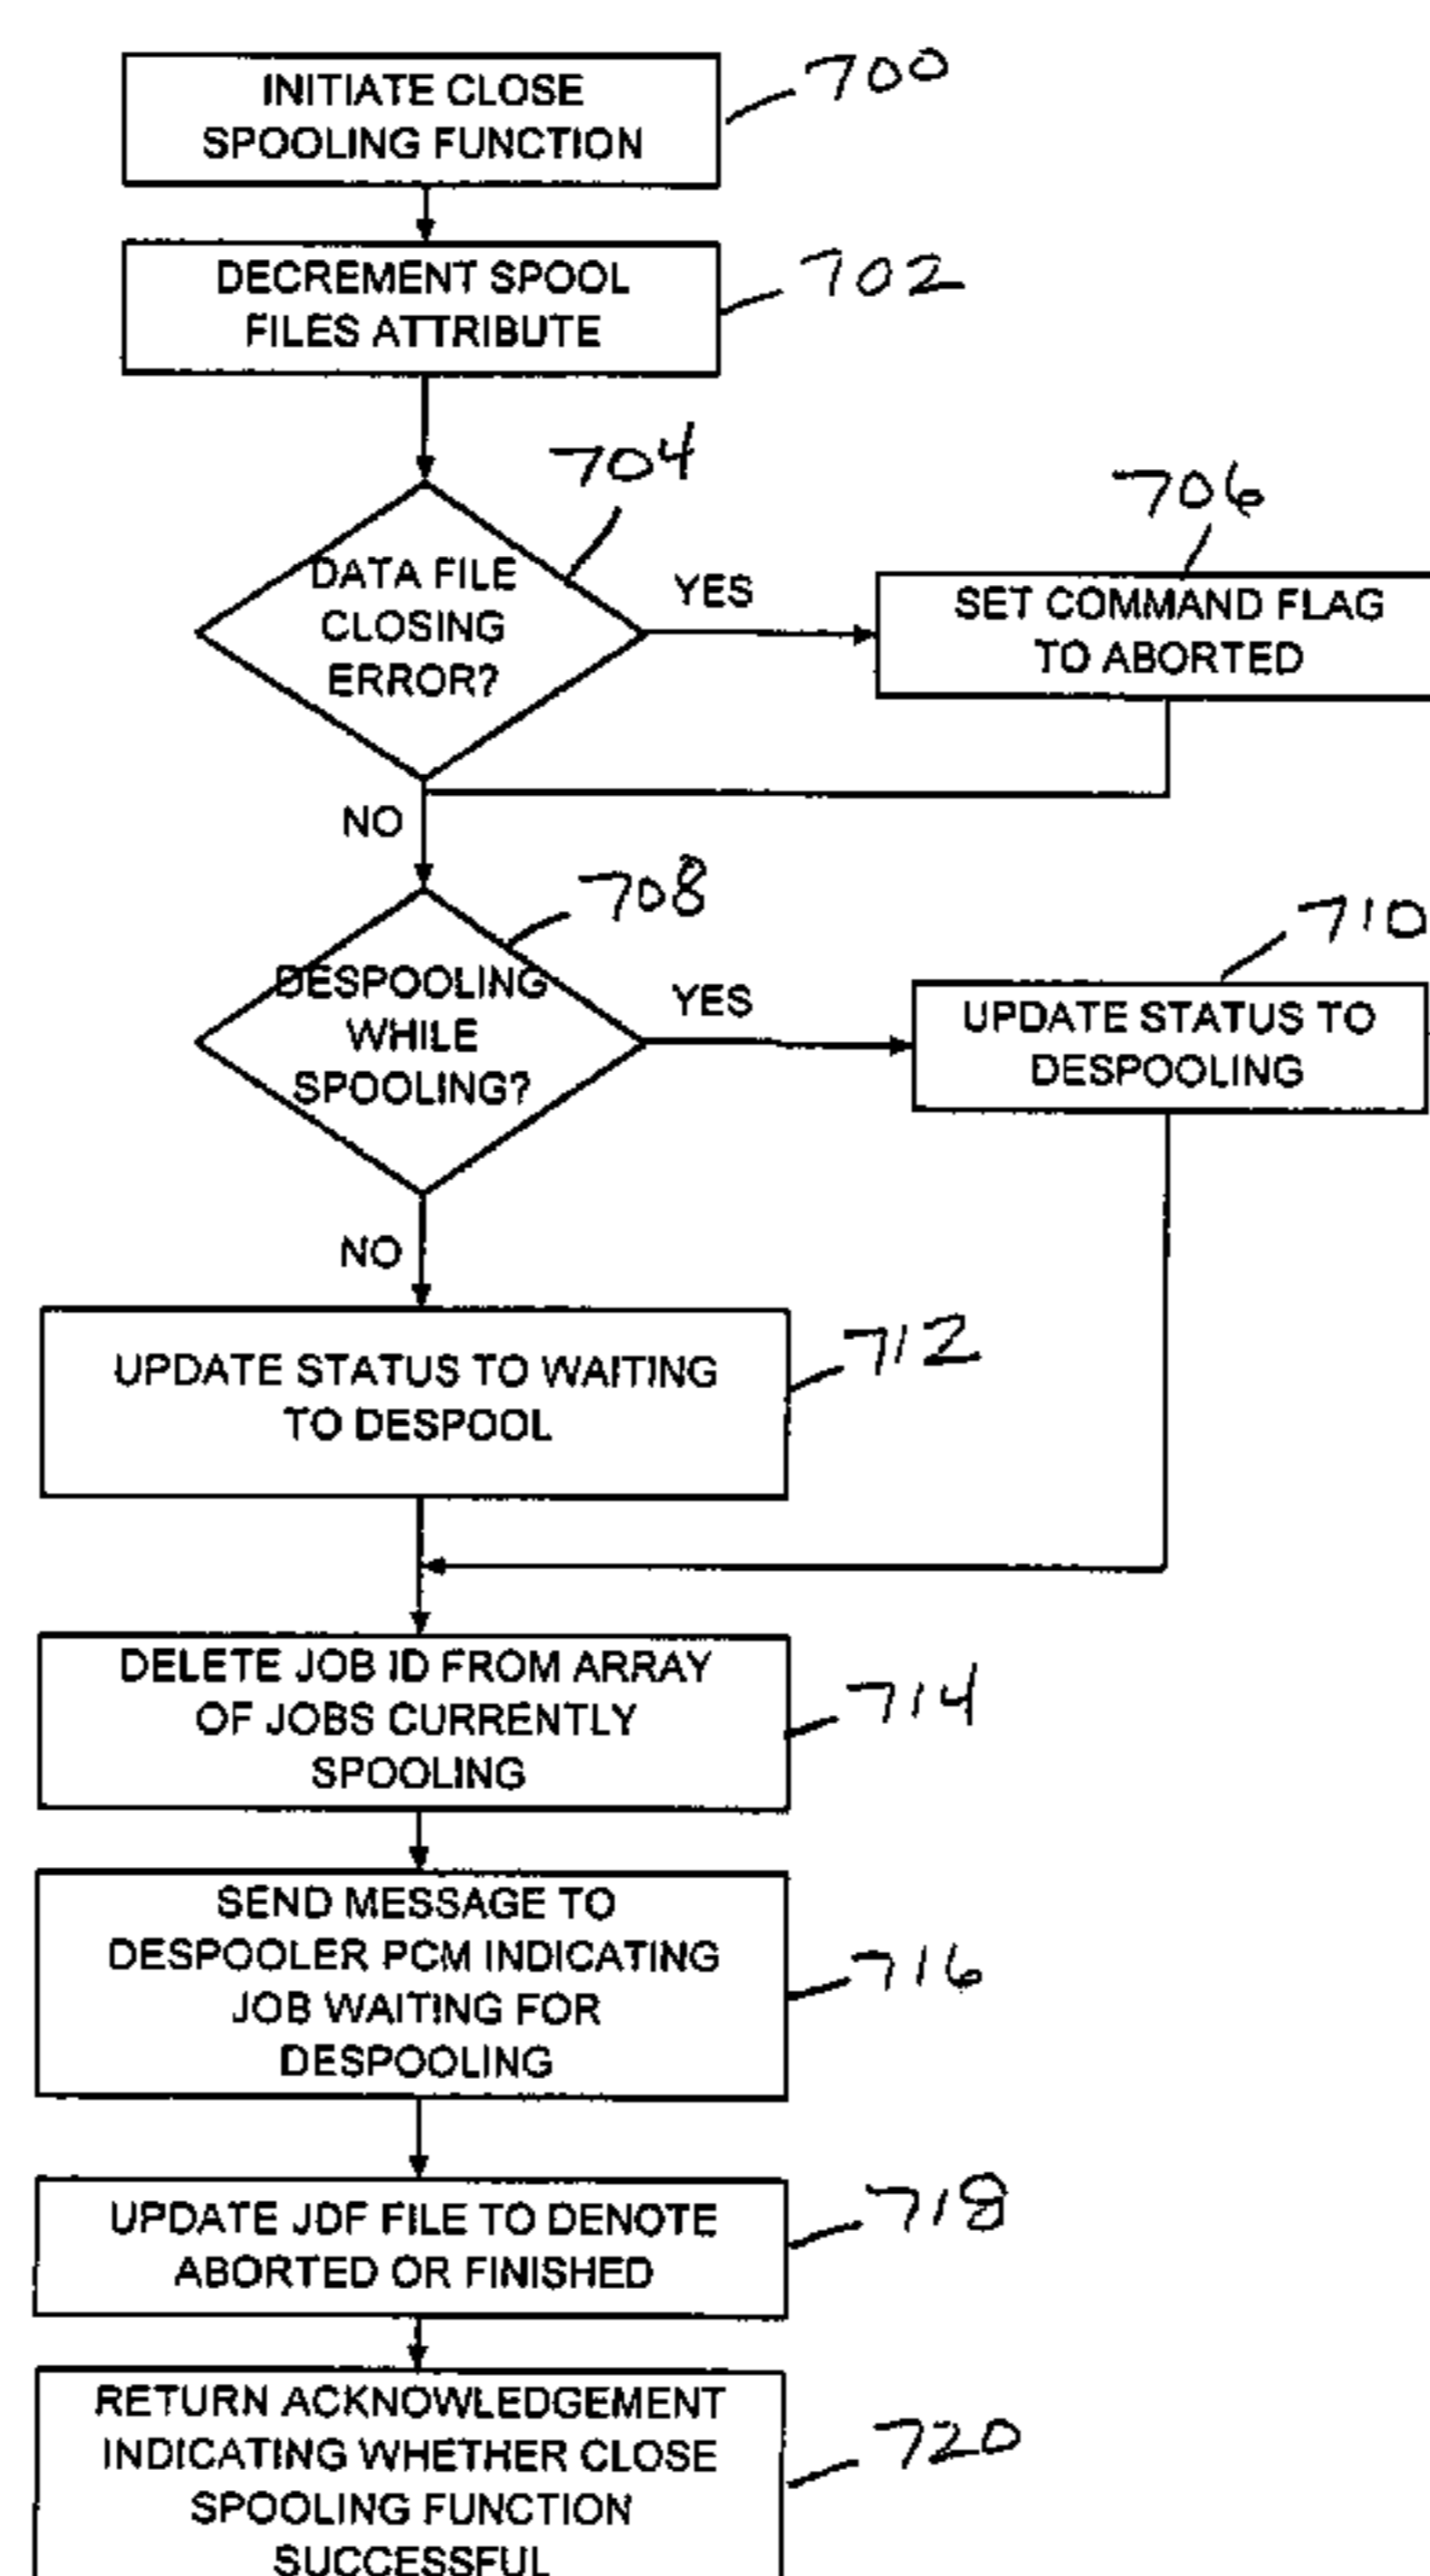 INITIATE CLOSE
SPOOLING FUNCTION
700
DECREMENT SPOOL
FILES ATTRIBUTE
702
704
DATA FILE
CLOSING
ERROR?
YES
706
SET COMMAND FLAG
TO ABORTED
NO
708
DESPOOLING
WHILE
SPOOLING?
YES
710
UPDATE STATUS TO
DESPOOLING
NO
UPDATE STATUS TO WAITING
TO DESPOOL
712
DELETE JOB ID FROM ARRAY
OF JOBS CURRENTLY
SPOOLING
714
SEND MESSAGE TO
DESPOOLER PCM INDICATING
JOB WAITING FOR
DESPOOLING
716
UPDATE JDF FILE TO DENOTE
ABORTED OR FINISHED
718
RETURN ACKNOWLEDGEMENT
INDICATING WHETHER CLOSE
SPOOLING FUNCTION
SUCCESSFUL
720